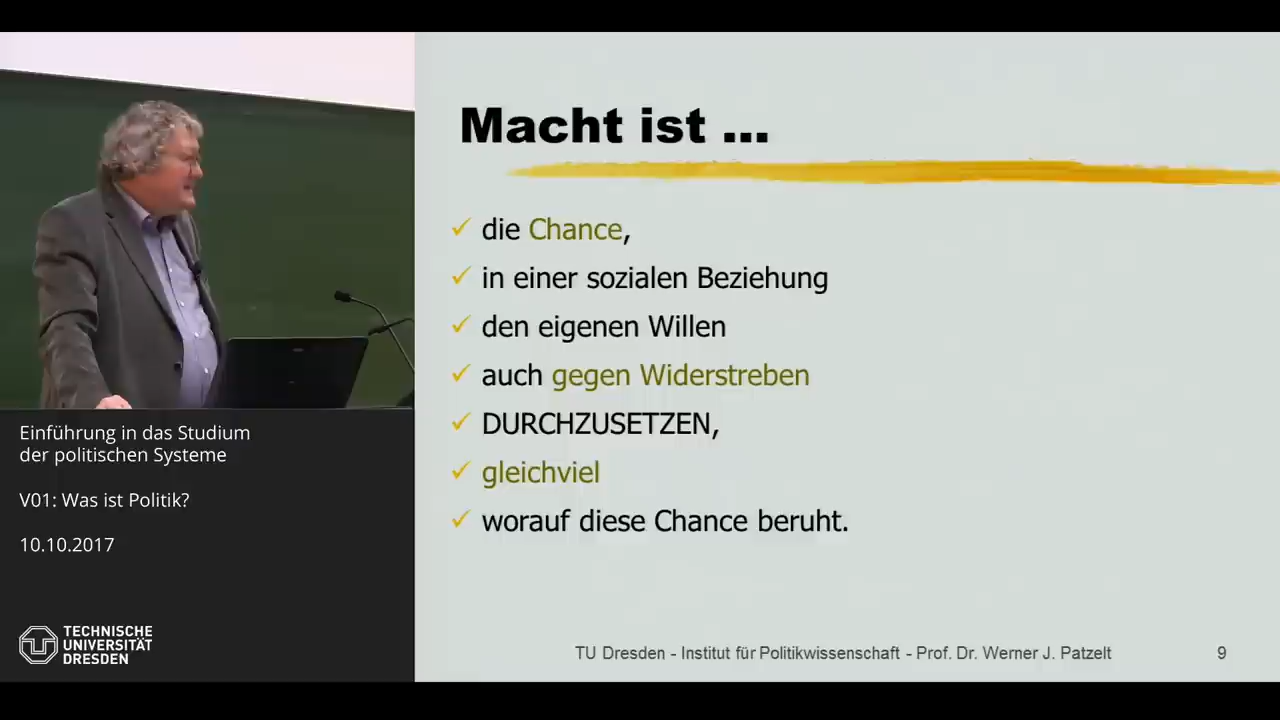 Macht ist ...
die Chance,
in einer sozialen Beziehung
den eigenen Willen
auch gegen Widerstreben
DURCHZUSETZEN,
gleichviel
worauf diese Chance beruht.
Einführung in das Studium
der politischen Systeme
V01: Was ist Politik?
10.10.2017
TECHNISCHE
UNIVERSITÄT
DRESDEN
TU Dresden - Institut für Politikwissenschaft - Prof. Dr. Werner J. Patzelt
9